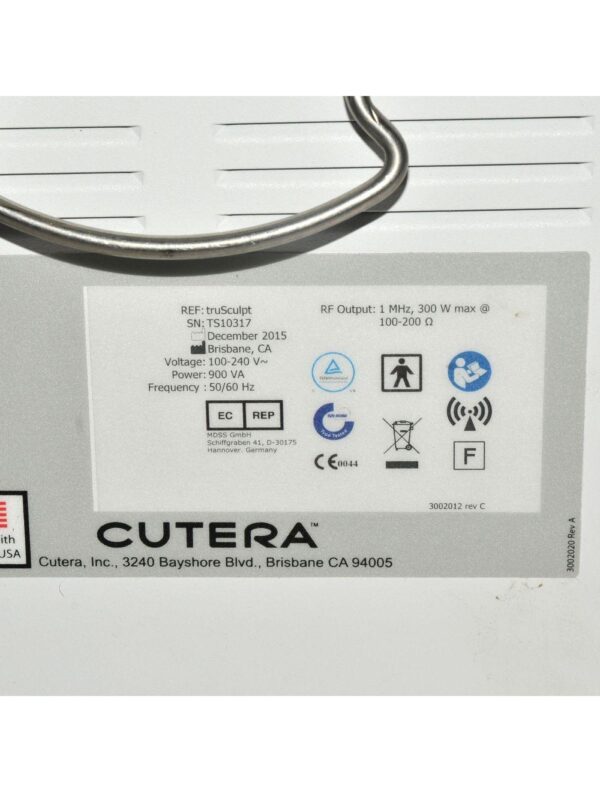 REF: truSculpt
SN: TS10317
December 2015
Brisbane, CA
Voltage: 100-240 V~
Power: 900 VA
Frequency : 50/60 Hz
RF Output: 1 MHz, 300 W max @
100-200 Ω
EC REP
MDSS GmbH
Schiffgraben 41, D-30175
Hannover, Germany
CE 0044
F
3002012 rev C
CUTERA™
Cutera, Inc., 3240 Bayshore Blvd., Brisbane CA 94005
ith
USA
3002020 Rev A